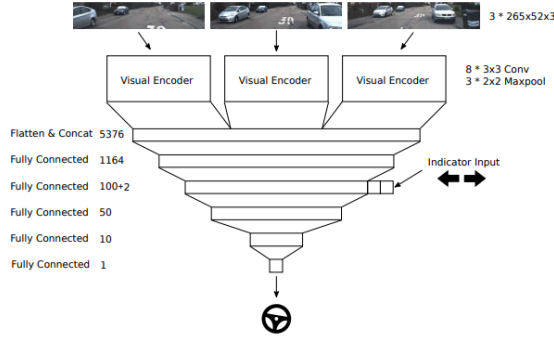 3 * 265x52x3
Visual Encoder
Visual Encoder
Visual Encoder
8 * 3x3 Conv
3 * 2x2 Maxpool
Flatten & Concat 5376
Fully Connected 1164
Indicator Input
Fully Connected 100+2
Fully Connected 50
Fully Connected 10
Fully Connected 1